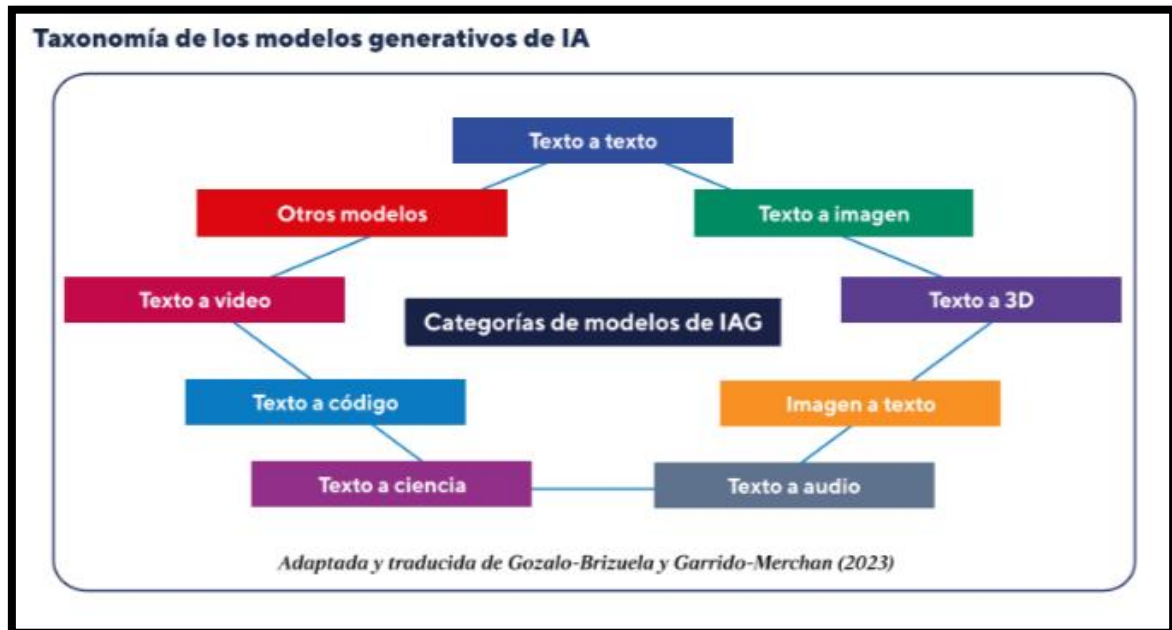 Taxonomía de los modelos generativos de IA
Texto a texto
Otros modelos
Texto a imagen
Texto a video
Texto a 3D
Categorías de modelos de IAG
Texto a código
Imagen a texto
Texto a ciencia
Texto a audio
Adaptada y traducida de Gozalo-Brizuela y Garrido-Merchan (2023)